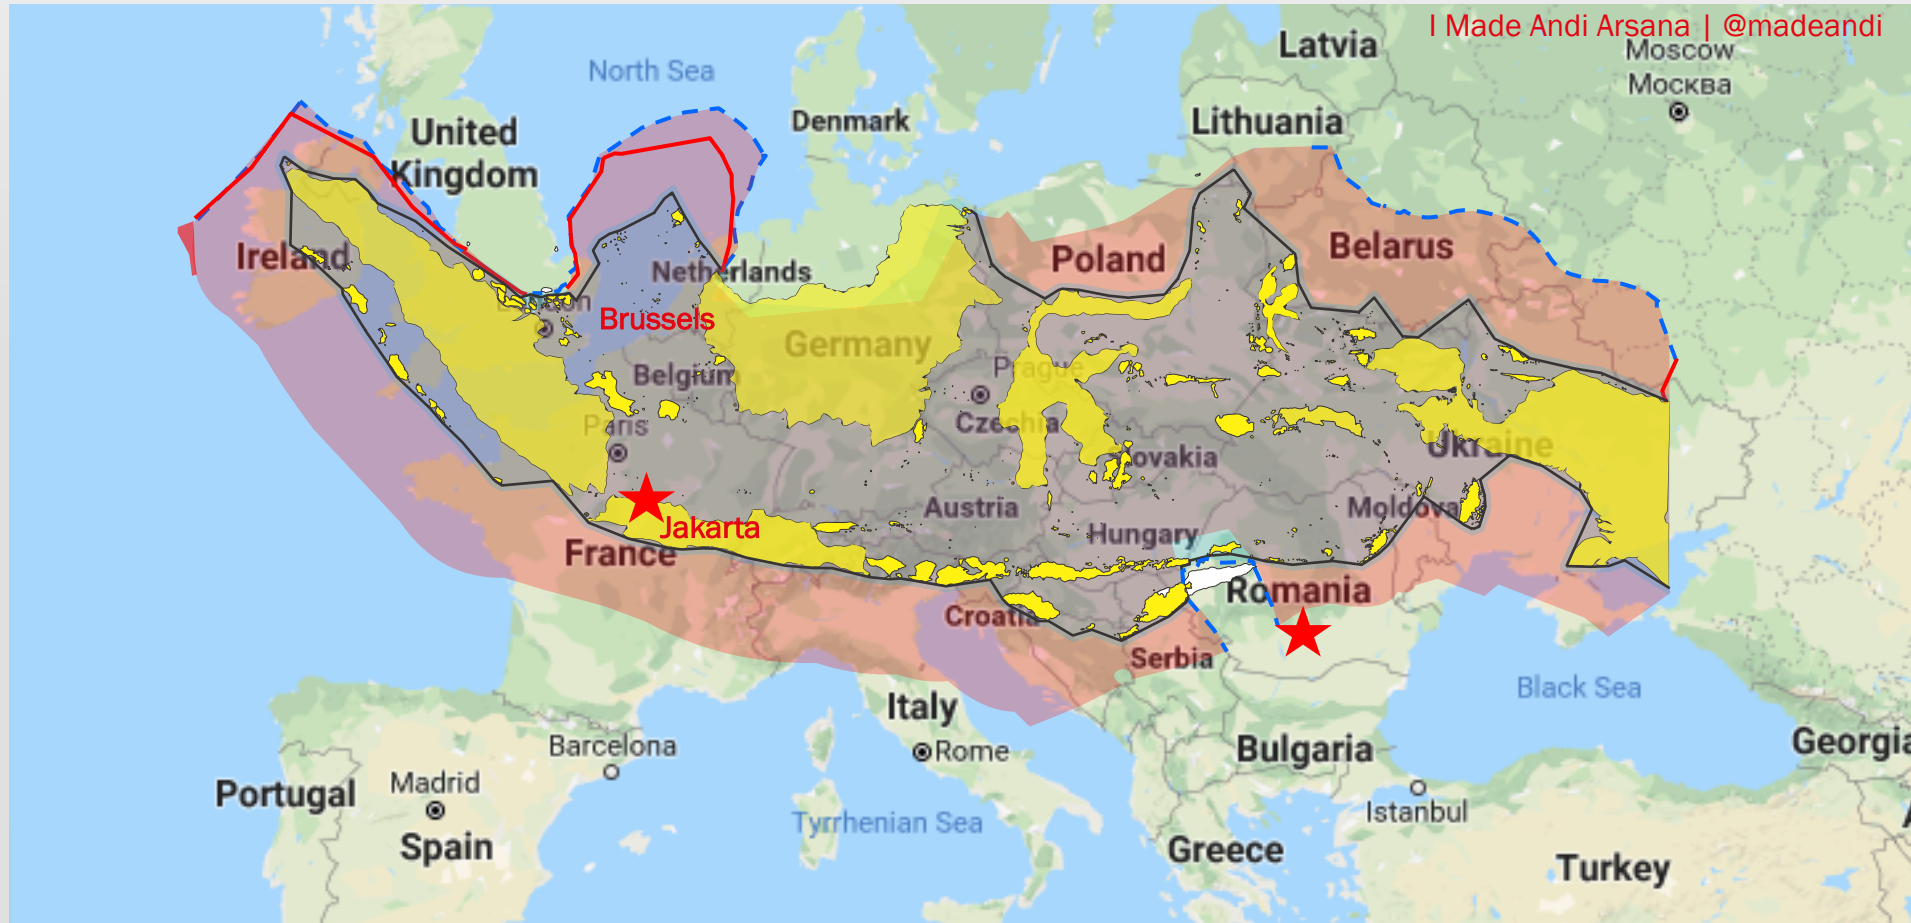 I Made Andi Arsana | @madeandi
Latvia
Moscow
Москва
North Sea
Denmark
Lithuania
United
Kingdom
Ireland
Netherlands
Poland
Belarus
London
Brussels
Germany
Belgium
Prague
Czechia
Paris
Ukraine
Slovakia
Austria
Moldova
Jakarta
Hungary
France
Romania
Croatia
Serbia
Black Sea
Italy
Barcelona
Rome
Bulgaria
Georgia
Portugal
Madrid
Istanbul
Tyrrhenian Sea
Spain
Greece
Turkey